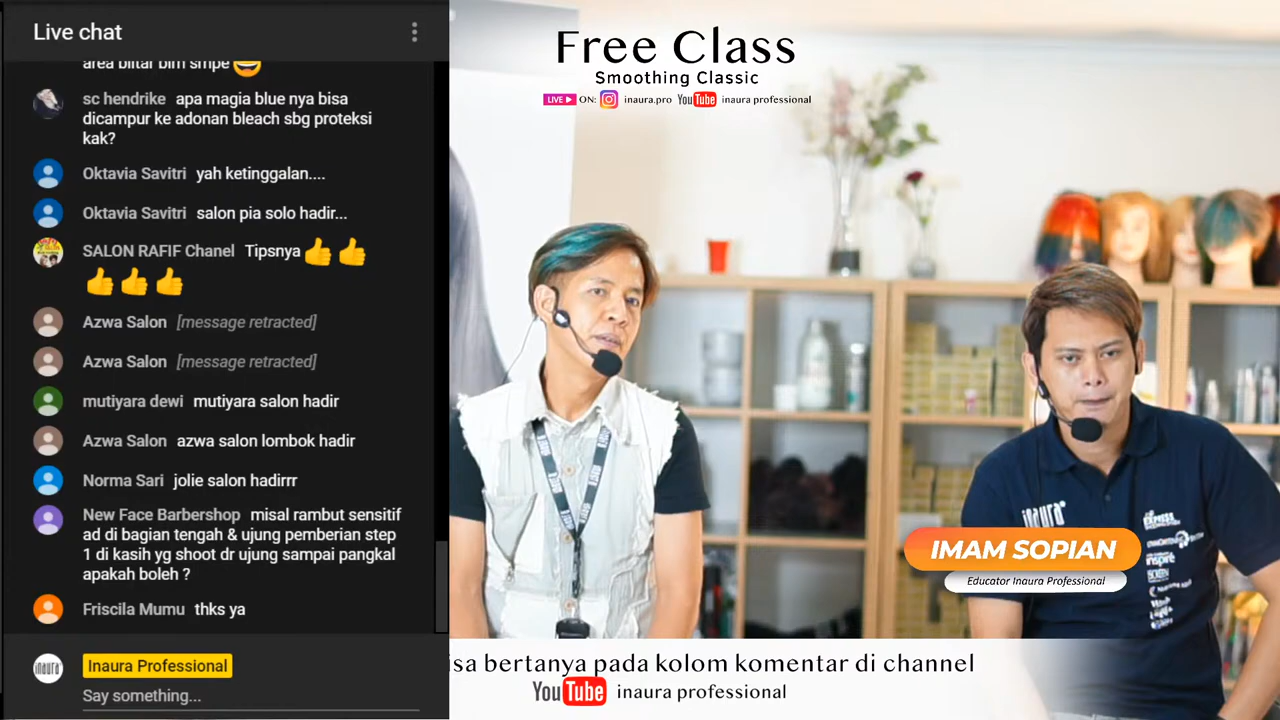 Live chat
area blitar blm smpe
sc hendrike apa magia blue nya bisa
dicampur ke adonan bleach sbg proteksi
kak?
Oktavia Savitri yah ketinggalan....
Oktavia Savitri salon pia solo hadir...
SALON RAFIF Chanel Tipsnya👍👍
👍👍👍
Azwa Salon [message retracted]
Azwa Salon [message retracted]
mutiyara dewi mutiyara salon hadir
Azwa Salon azwa salon lombok hadir
Norma Sari jolie salon hadirrr
New Face Barbershop misal rambut sensitif
ad di bagian tengah & ujung pemberian step
1 di kasih yg shoot dr ujung sampai pangkal
apakah boleh ?
Friscila Mumu thks ya
inaura
Inaura Professional
Say something...
Free Class
Smoothing Classic
LIVE ON: inaura.pro YouTube inaura professional
inaura
EXPRESS
inspire
IMAM SOPIAN
Educator Inaura Professional
isa bertanya pada kolom komentar di channel
YouTube inaura professional